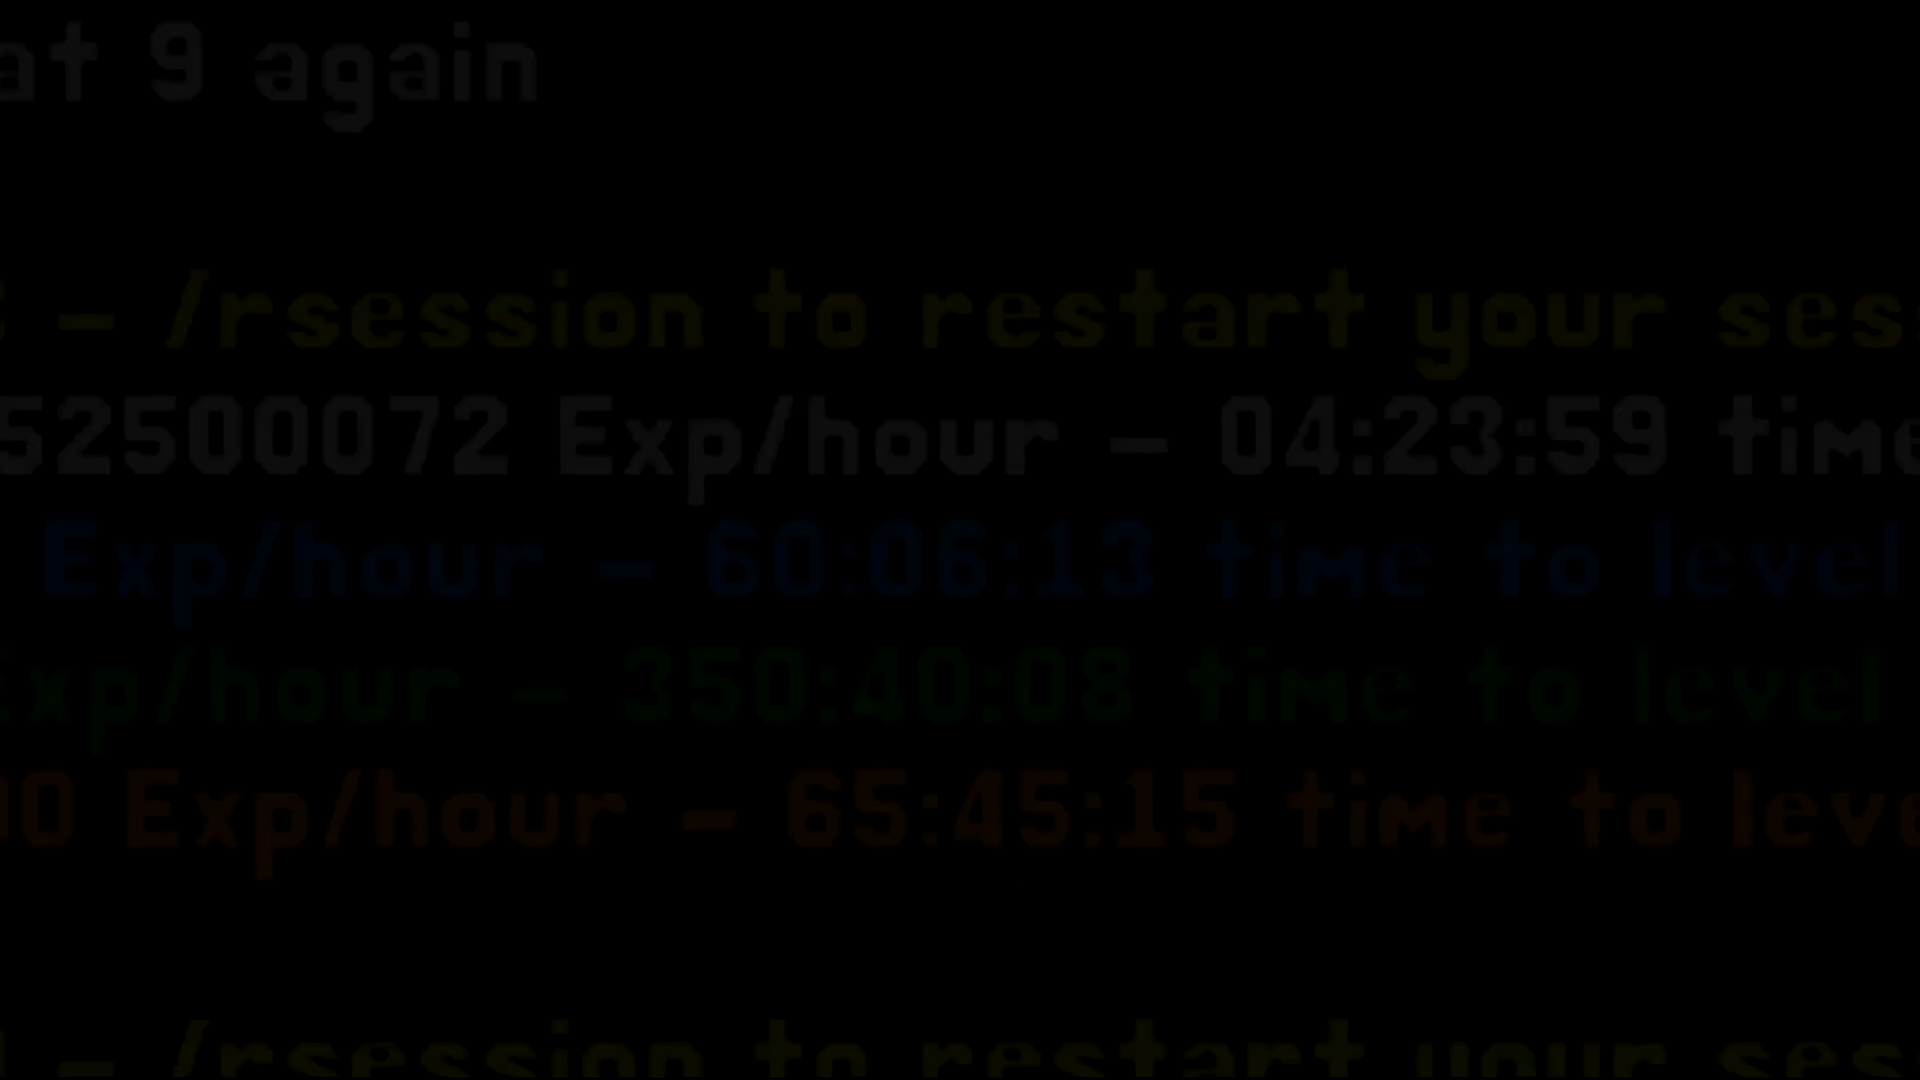 at 9 again
- /rsession to restart your ses
52500072 Exp/hour - 04:23:59 time
Exp/hour - 60:06:13 time to level
Exp/hour - 350:40:08 time to level
00 Exp/hour - 65:45:15 time to leve
- /rsession to restart your ses